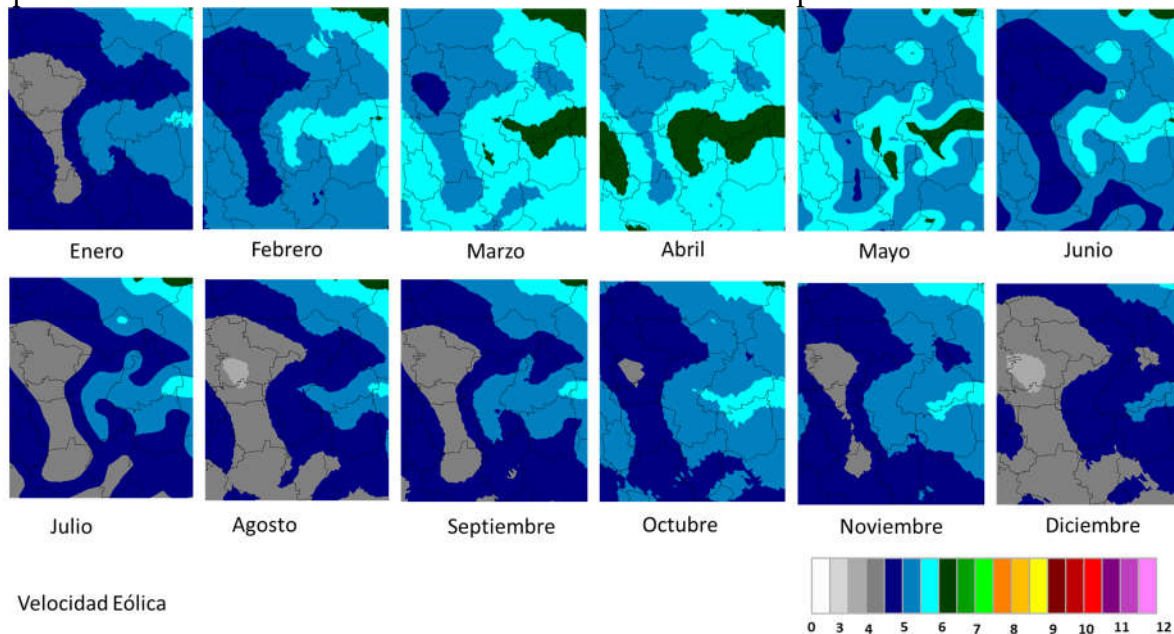 Enero Febrero Marzo Abril Mayo Junio
Julio Agosto Septiembre Octubre Noviembre Diciembre
Velocidad Eólica
0 3 4 5 6 7 8 9 10 11 12